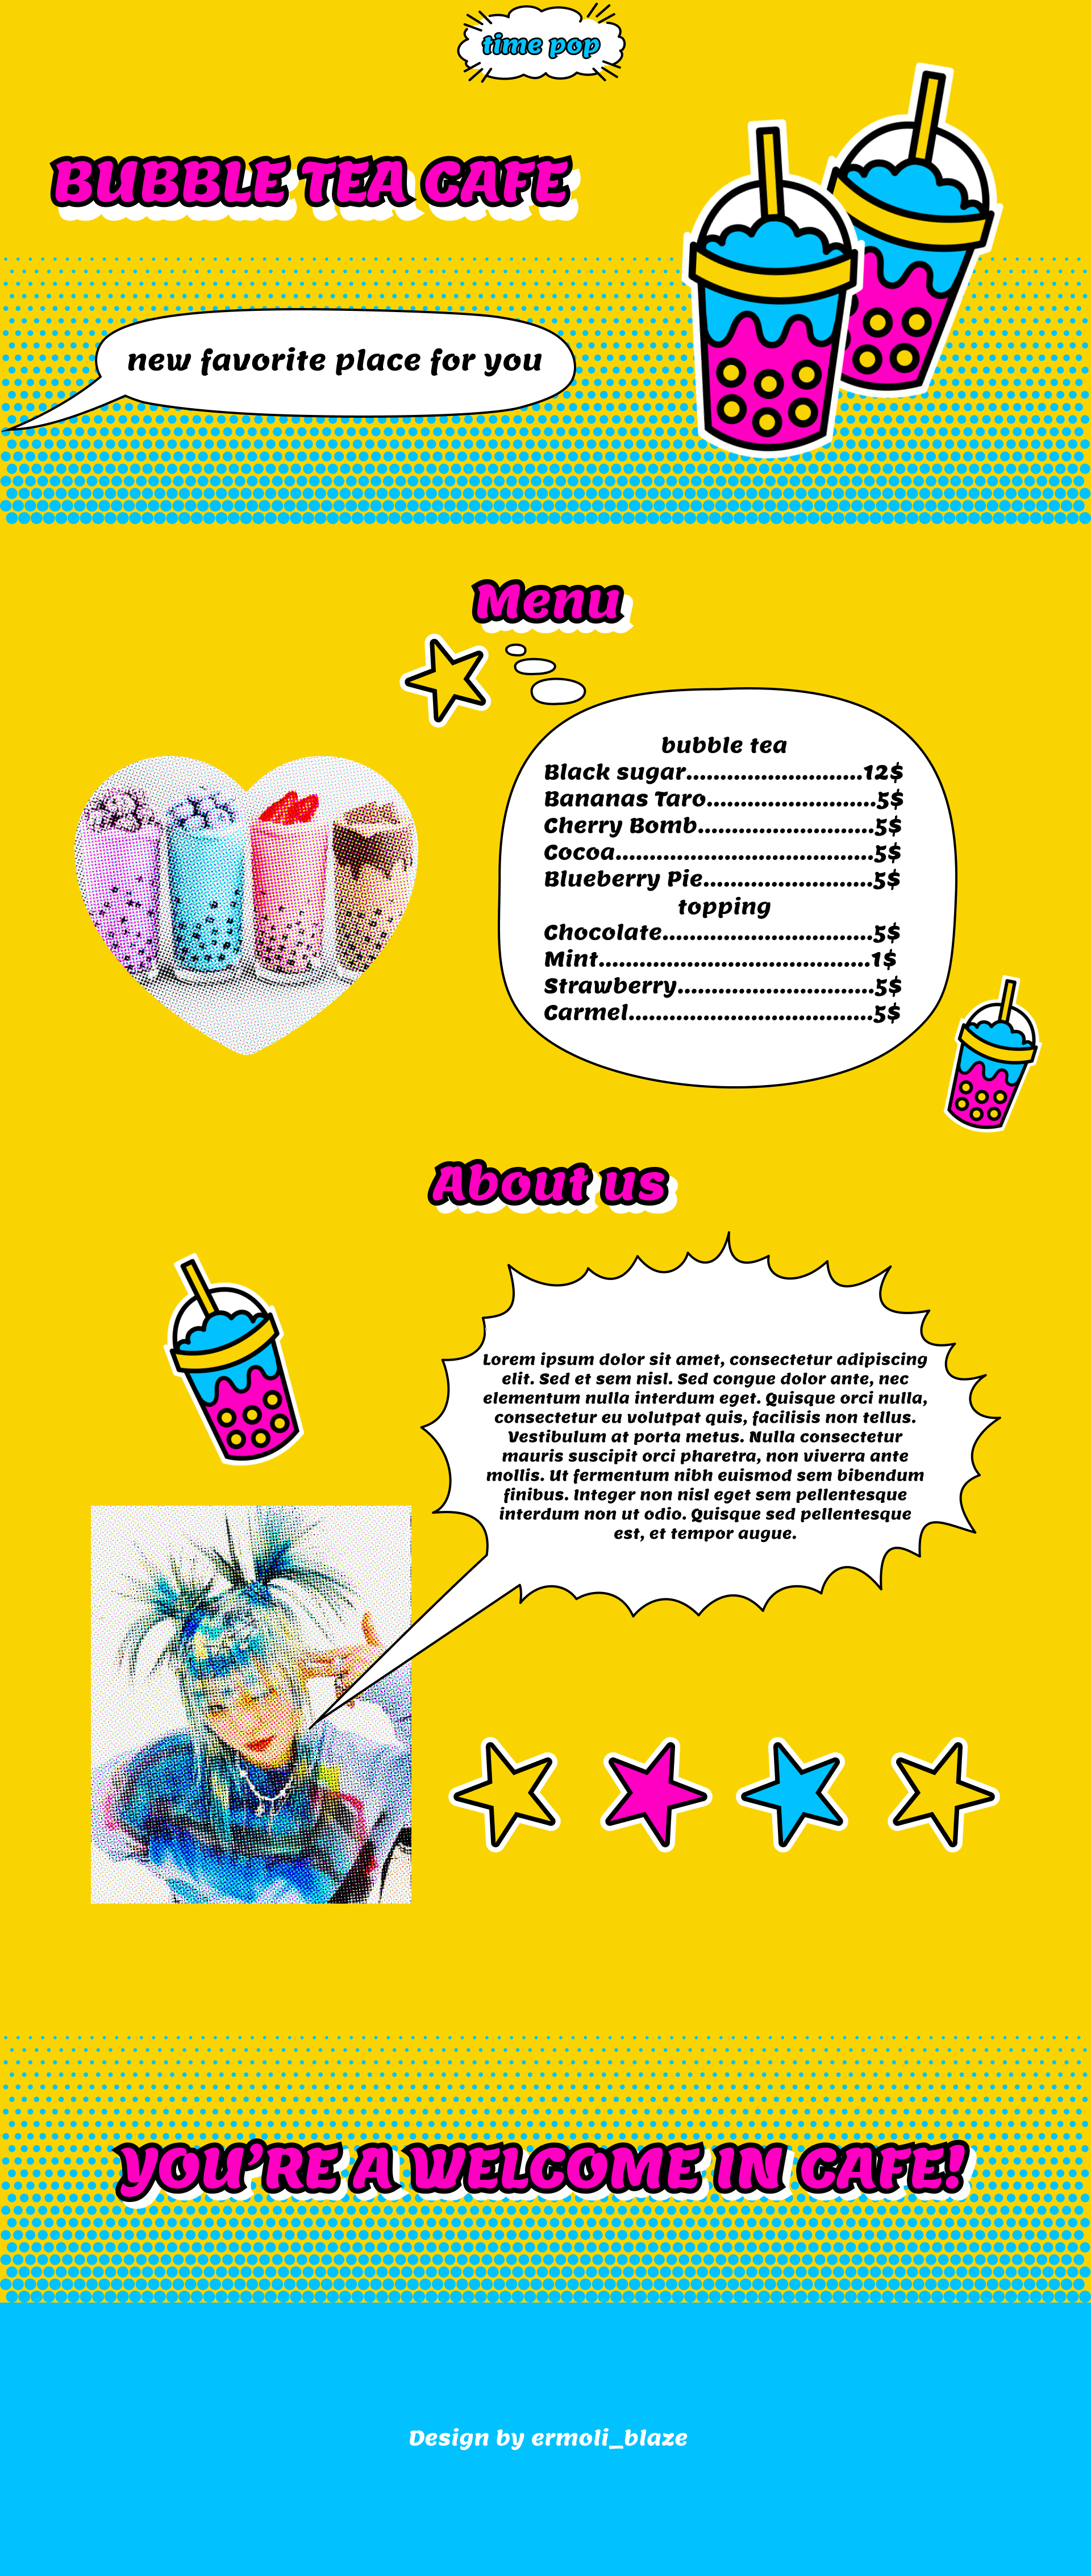 time pop
BUBBLE TEA CAFE
new favorite place for you
Menu
bubble tea
Black sugar..........................12$
Bananas Taro.........................5$
Cherry Bomb..........................5$
Cocoa......................................5$
Blueberry Pie.........................5$
topping
Chocolate...............................5$
Mint........................................1$
Strawberry.............................5$
Carmel....................................5$
About us
Lorem ipsum dolor sit amet, consectetur adipiscing
elit. Sed et sem nisl. Sed congue dolor ante, nec
elementum nulla interdum eget. Quisque orci nulla,
consectetur eu volutpat quis, facilisis non tellus.
Vestibulum at porta metus. Nulla consectetur
mauris suscipit orci pharetra, non viverra ante
mollis. Ut fermentum nibh euismod sem bibendum
finibus. Integer non nisl eget sem pellentesque
interdum non ut odio. Quisque sed pellentesque
est, et tempor augue.
YOU'RE A WELCOME IN CAFE!
Design by ermoli_blaze